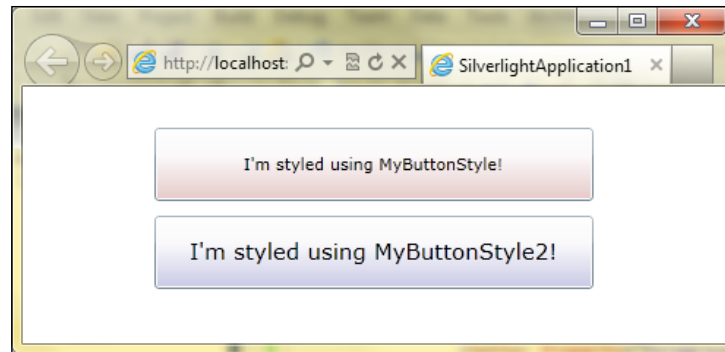 http://localhost:
SilverlightApplication1
I'm styled using MyButtonStyle!
I'm styled using MyButtonStyle2!